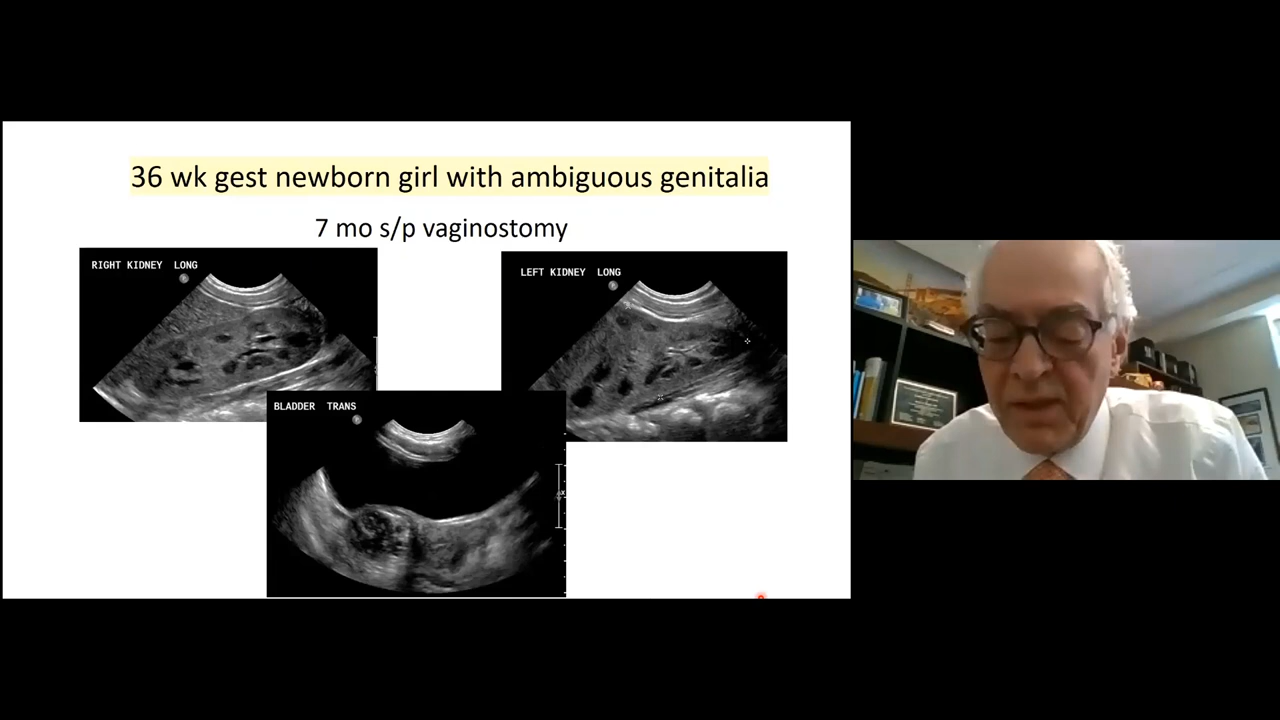 36 wk gest newborn girl with ambiguous genitalia
7 mo s/p vaginostomy
RIGHT KIDNEY LONG
LEFT KIDNEY LONG
BLADDER TRANS